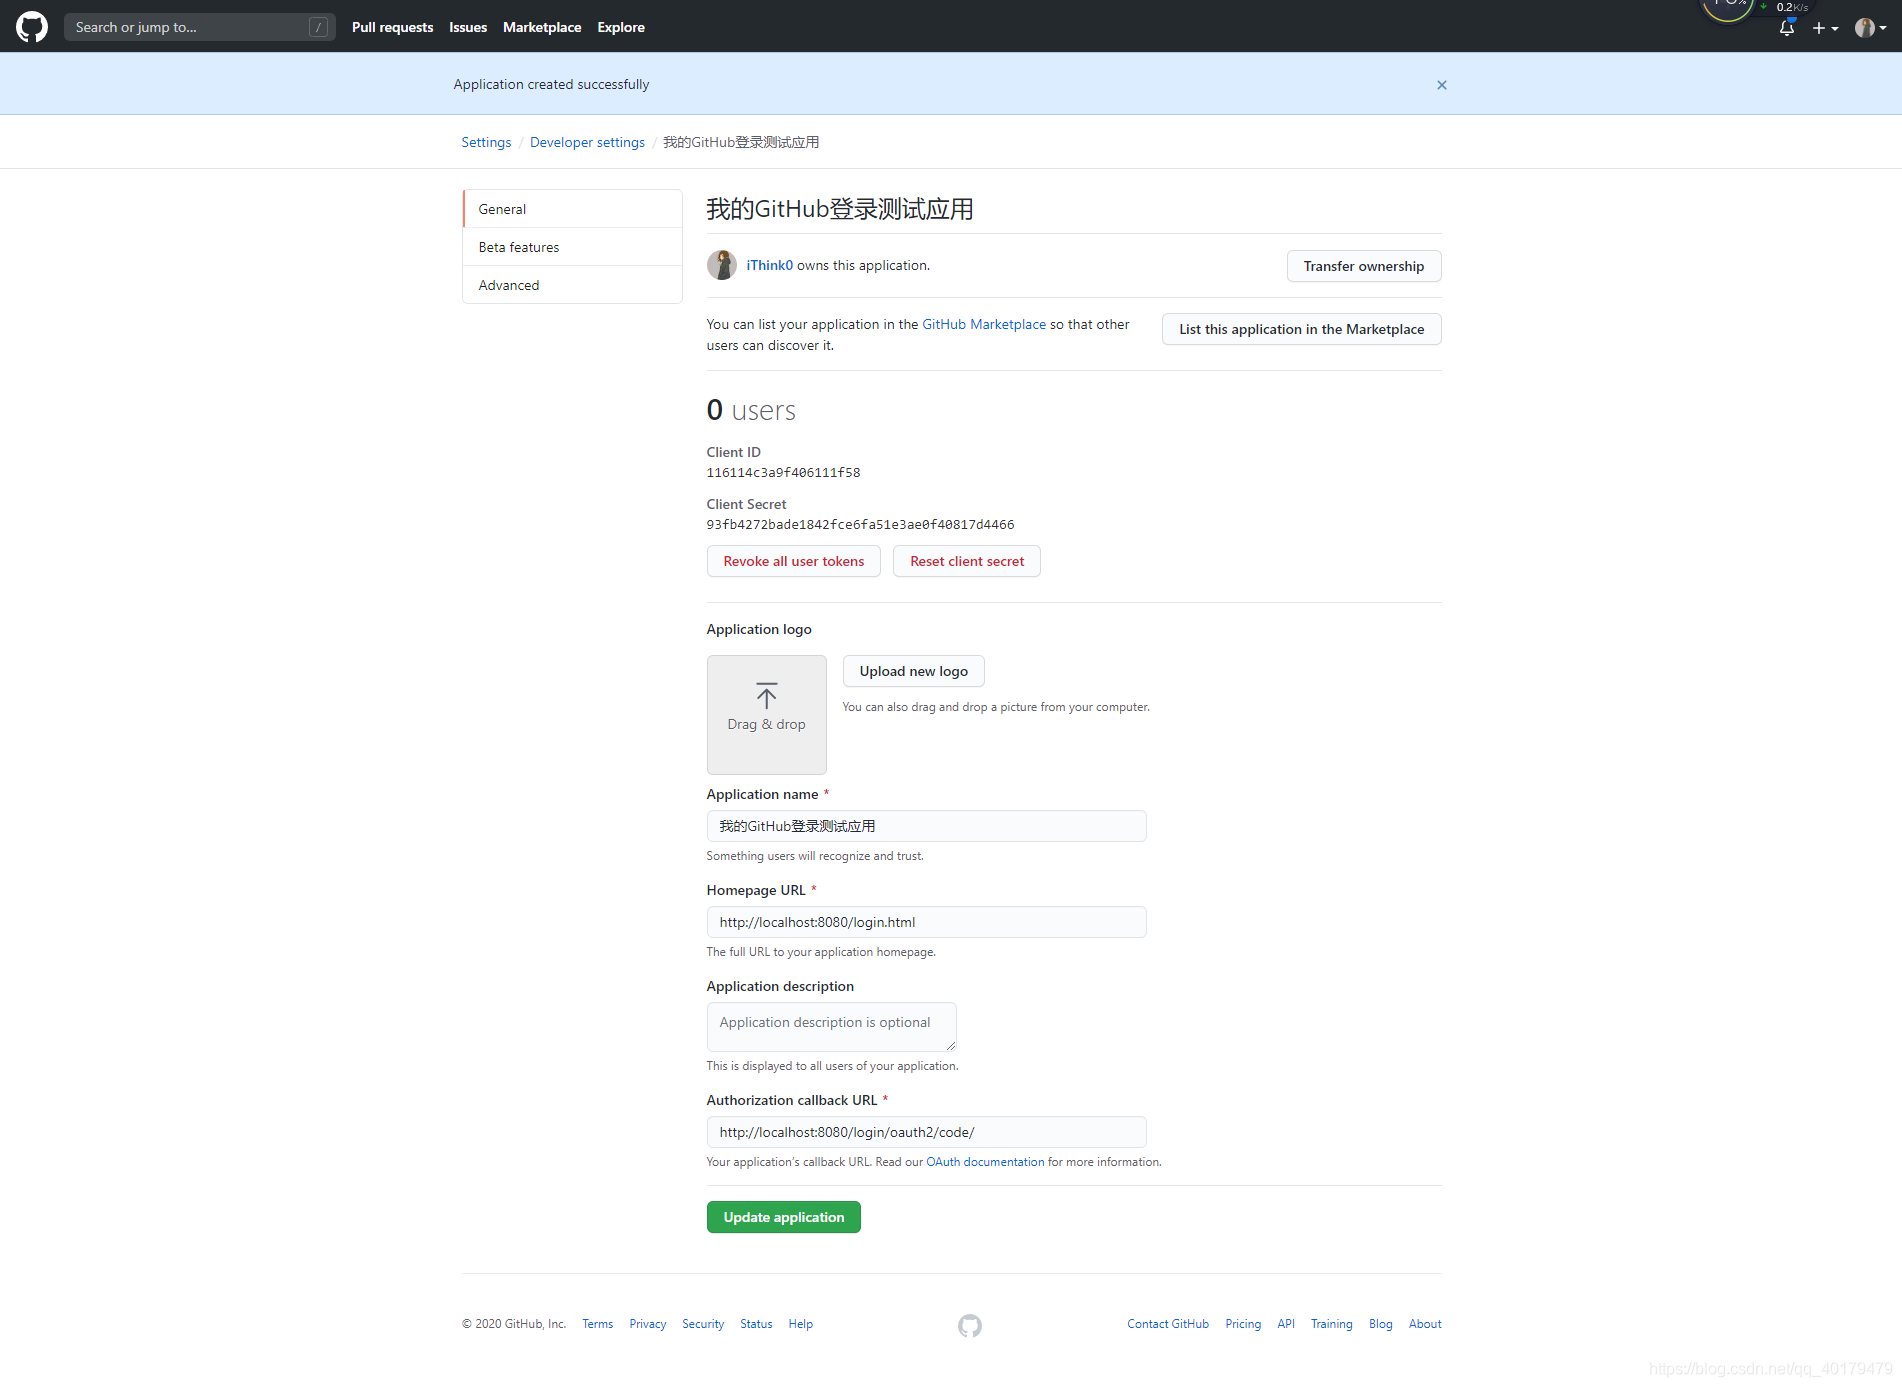 Search or jump to...
/
Pull requests
Issues
Marketplace
Explore
0.2K/s
Application created successfully
Settings / Developer settings / 我的GitHub登录测试应用
General
Beta features
Advanced
我的GitHub登录测试应用
iThink0 owns this application.
Transfer ownership
You can list your application in the GitHub Marketplace so that other
users can discover it.
List this application in the Marketplace
0 users
Client ID
116114c3a9f406111f58
Client Secret
93fb4272bade1842fce6fa51e3ae0f40817d4466
Revoke all user tokens
Reset client secret
Application logo
Drag & drop
Upload new logo
You can also drag and drop a picture from your computer.
Application name *
我的GitHub登录测试应用
Something users will recognize and trust.
Homepage URL *
http://localhost:8080/login.html
The full URL to your application homepage.
Application description
Application description is optional
This is displayed to all users of your application.
Authorization callback URL *
http://localhost:8080/login/oauth2/code/
Your application's callback URL. Read our OAuth documentation for more information.
Update application
© 2020 GitHub, Inc.
Terms
Privacy
Security
Status
Help
Contact GitHub
Pricing
API
Training
Blog
About
https://blog.csdn.net/qq_40179479